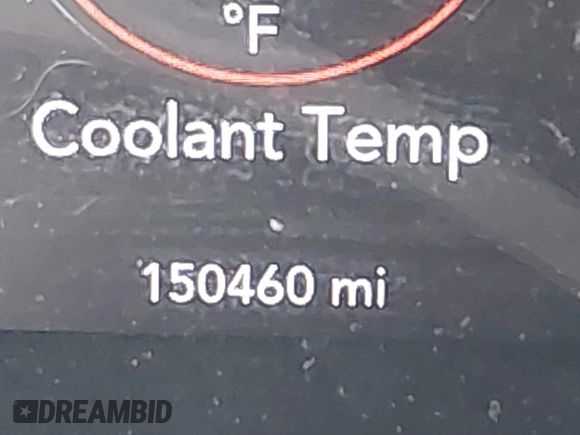 °F
Coolant Temp
150460 mi
DREAMBID